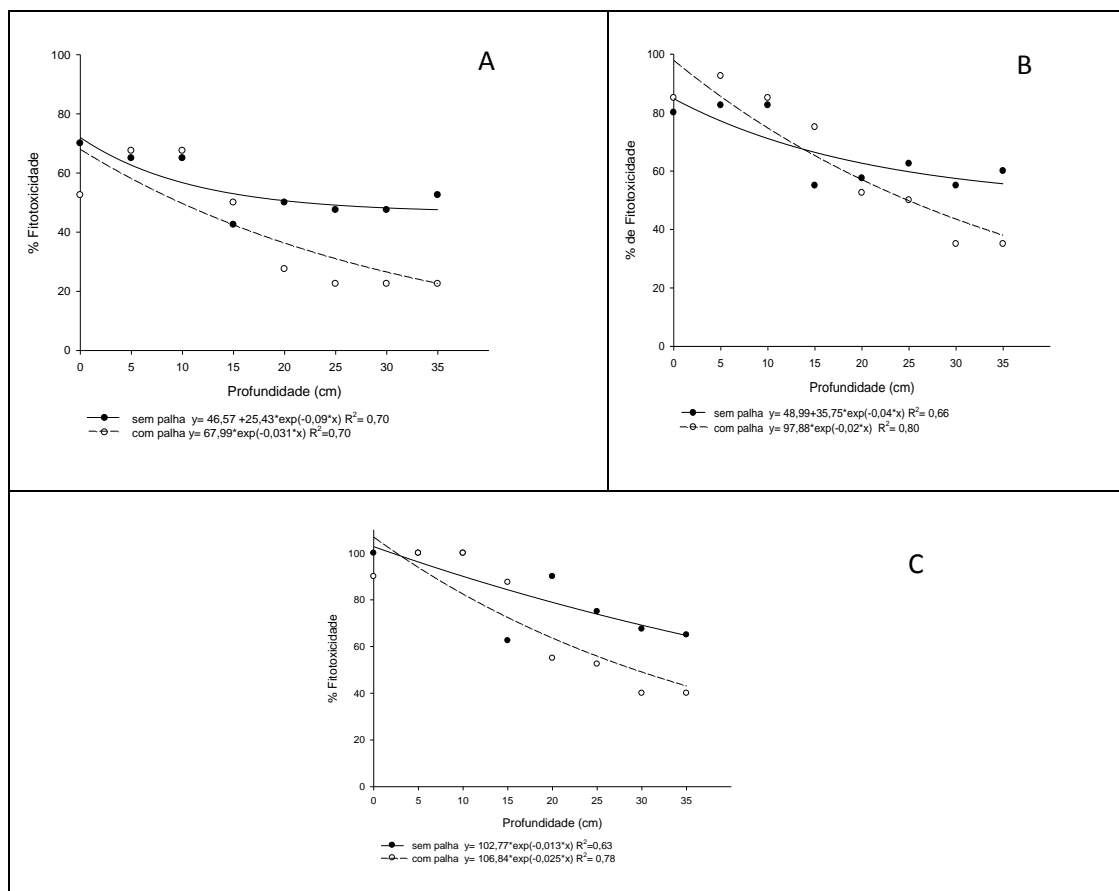 A
% Fitotoxicidade
100
80
60
40
20
0
0 5 10 15 20 25 30 35
Profundidade (cm)
sem palha y= 46,57 +25,43*exp(-0,09*x) R2= 0,70
com palha y= 67,99*exp(-0,031*x) R2=0,70
B
% de Fitotoxicidade
100
80
60
40
20
0
0 5 10 15 20 25 30 35
Profundidade (cm)
sem palha y= 48,99+35,75*exp(-0,04*x) R2= 0,66
com palha y= 97,88*exp(-0,02*x) R2= 0,80
C
% Fitotoxicidade
100
80
60
40
20
0
0 5 10 15 20 25 30 35
Profundidade (cm)
sem palha y= 102,77*exp(-0,013*x) R2=0,63
com palha y= 106,84*exp(-0,025*x) R2= 0,78